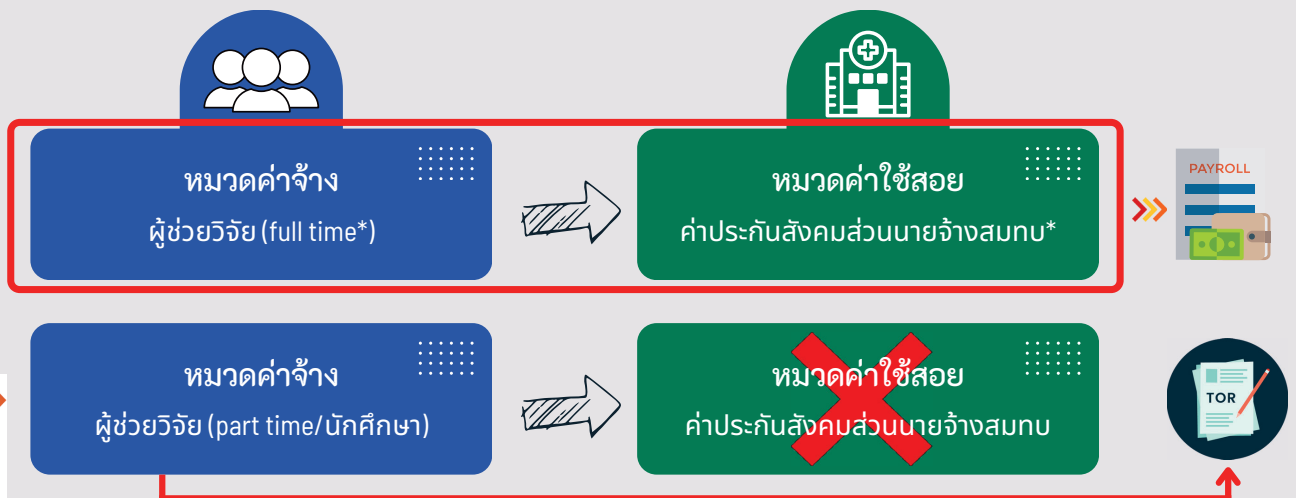 หมวดค่าจ้าง
ผู้ช่วยวิจัย (full time*)
หมวดค่าใช้สอย
ค่าประกันสังคมส่วนนายจ้างสมทบ*
PAYROLL
หมวดค่าจ้าง
ผู้ช่วยวิจัย (part time/นักศึกษา)
หมวดค่าใช้สอย
ค่าประกันสังคมส่วนนายจ้างสมทบ
TOR